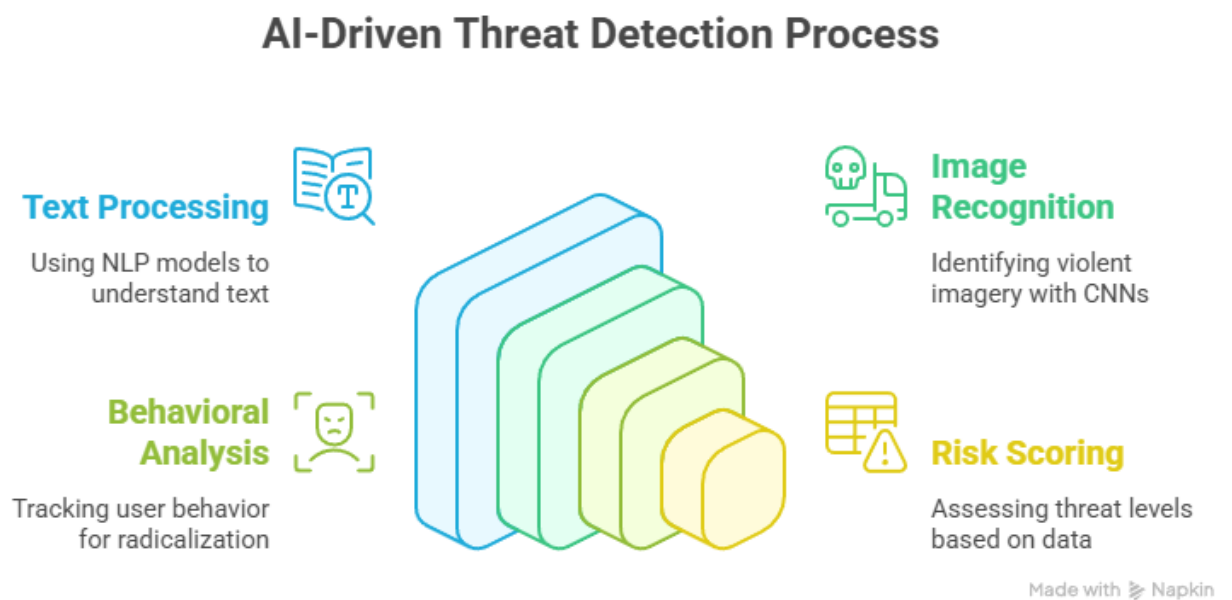 AI-Driven Threat Detection Process
Text Processing
Using NLP models to
understand text
T
Image
Recognition
Identifying violent
imagery with CNNs
Behavioral
Analysis
Tracking user behavior
for radicalization
Risk Scoring
Assessing threat levels
based on data
Made with Napkin